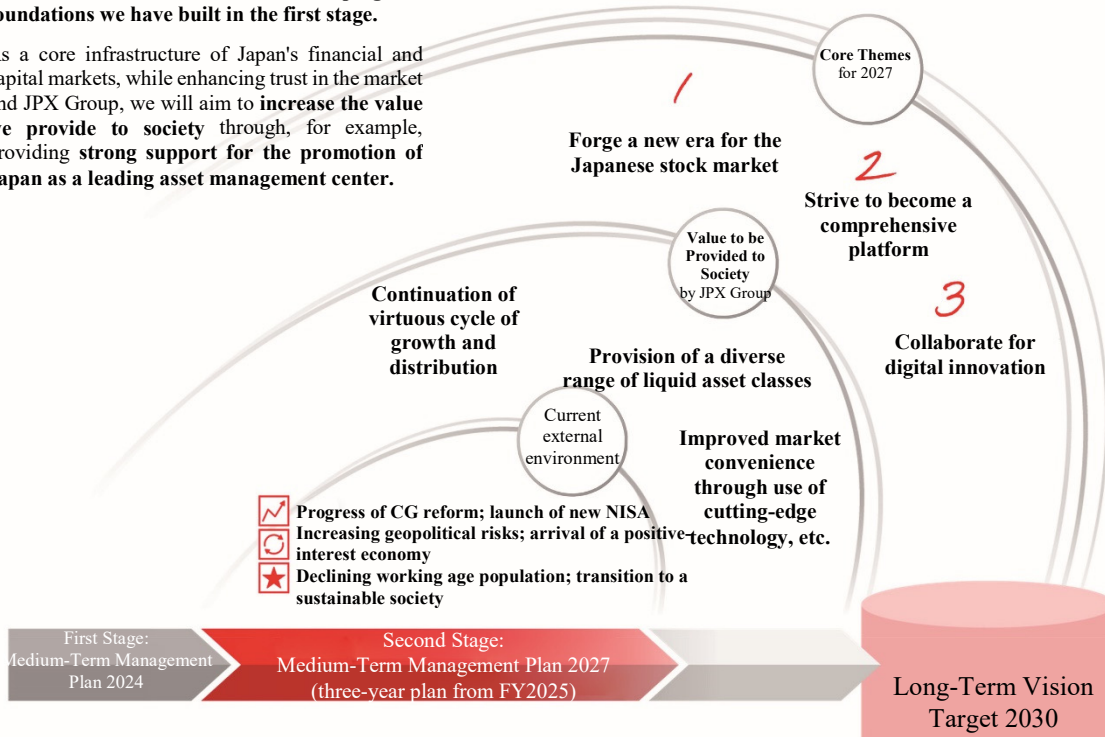 foundations we have built in the first stage.
As a core infrastructure of Japan's financial and
capital markets, while enhancing trust in the market
and JPX Group, we will aim to increase the value
we provide to society through, for example,
providing strong support for the promotion of
Japan as a leading asset management center.
Core Themes
for 2027
1
Forge a new era for the
Japanese stock market
2
Strive to become a
comprehensive
platform
3
Collaborate for
digital innovation
Value to be
Provided to
Society
by JPX Group
Continuation of
virtuous cycle of
growth and
distribution
Provision of a diverse
range of liquid asset classes
Improved market
convenience
through use of
cutting-edge
technology, etc.
Current
external
environment
Progress of CG reform; launch of new NISA
Increasing geopolitical risks; arrival of a positive-
interest economy
Declining working age population; transition to a
sustainable society
First Stage:
Medium-Term Management
Plan 2024
Second Stage:
Medium-Term Management Plan 2027
(three-year plan from FY2025)
Long-Term Vision
Target 2030